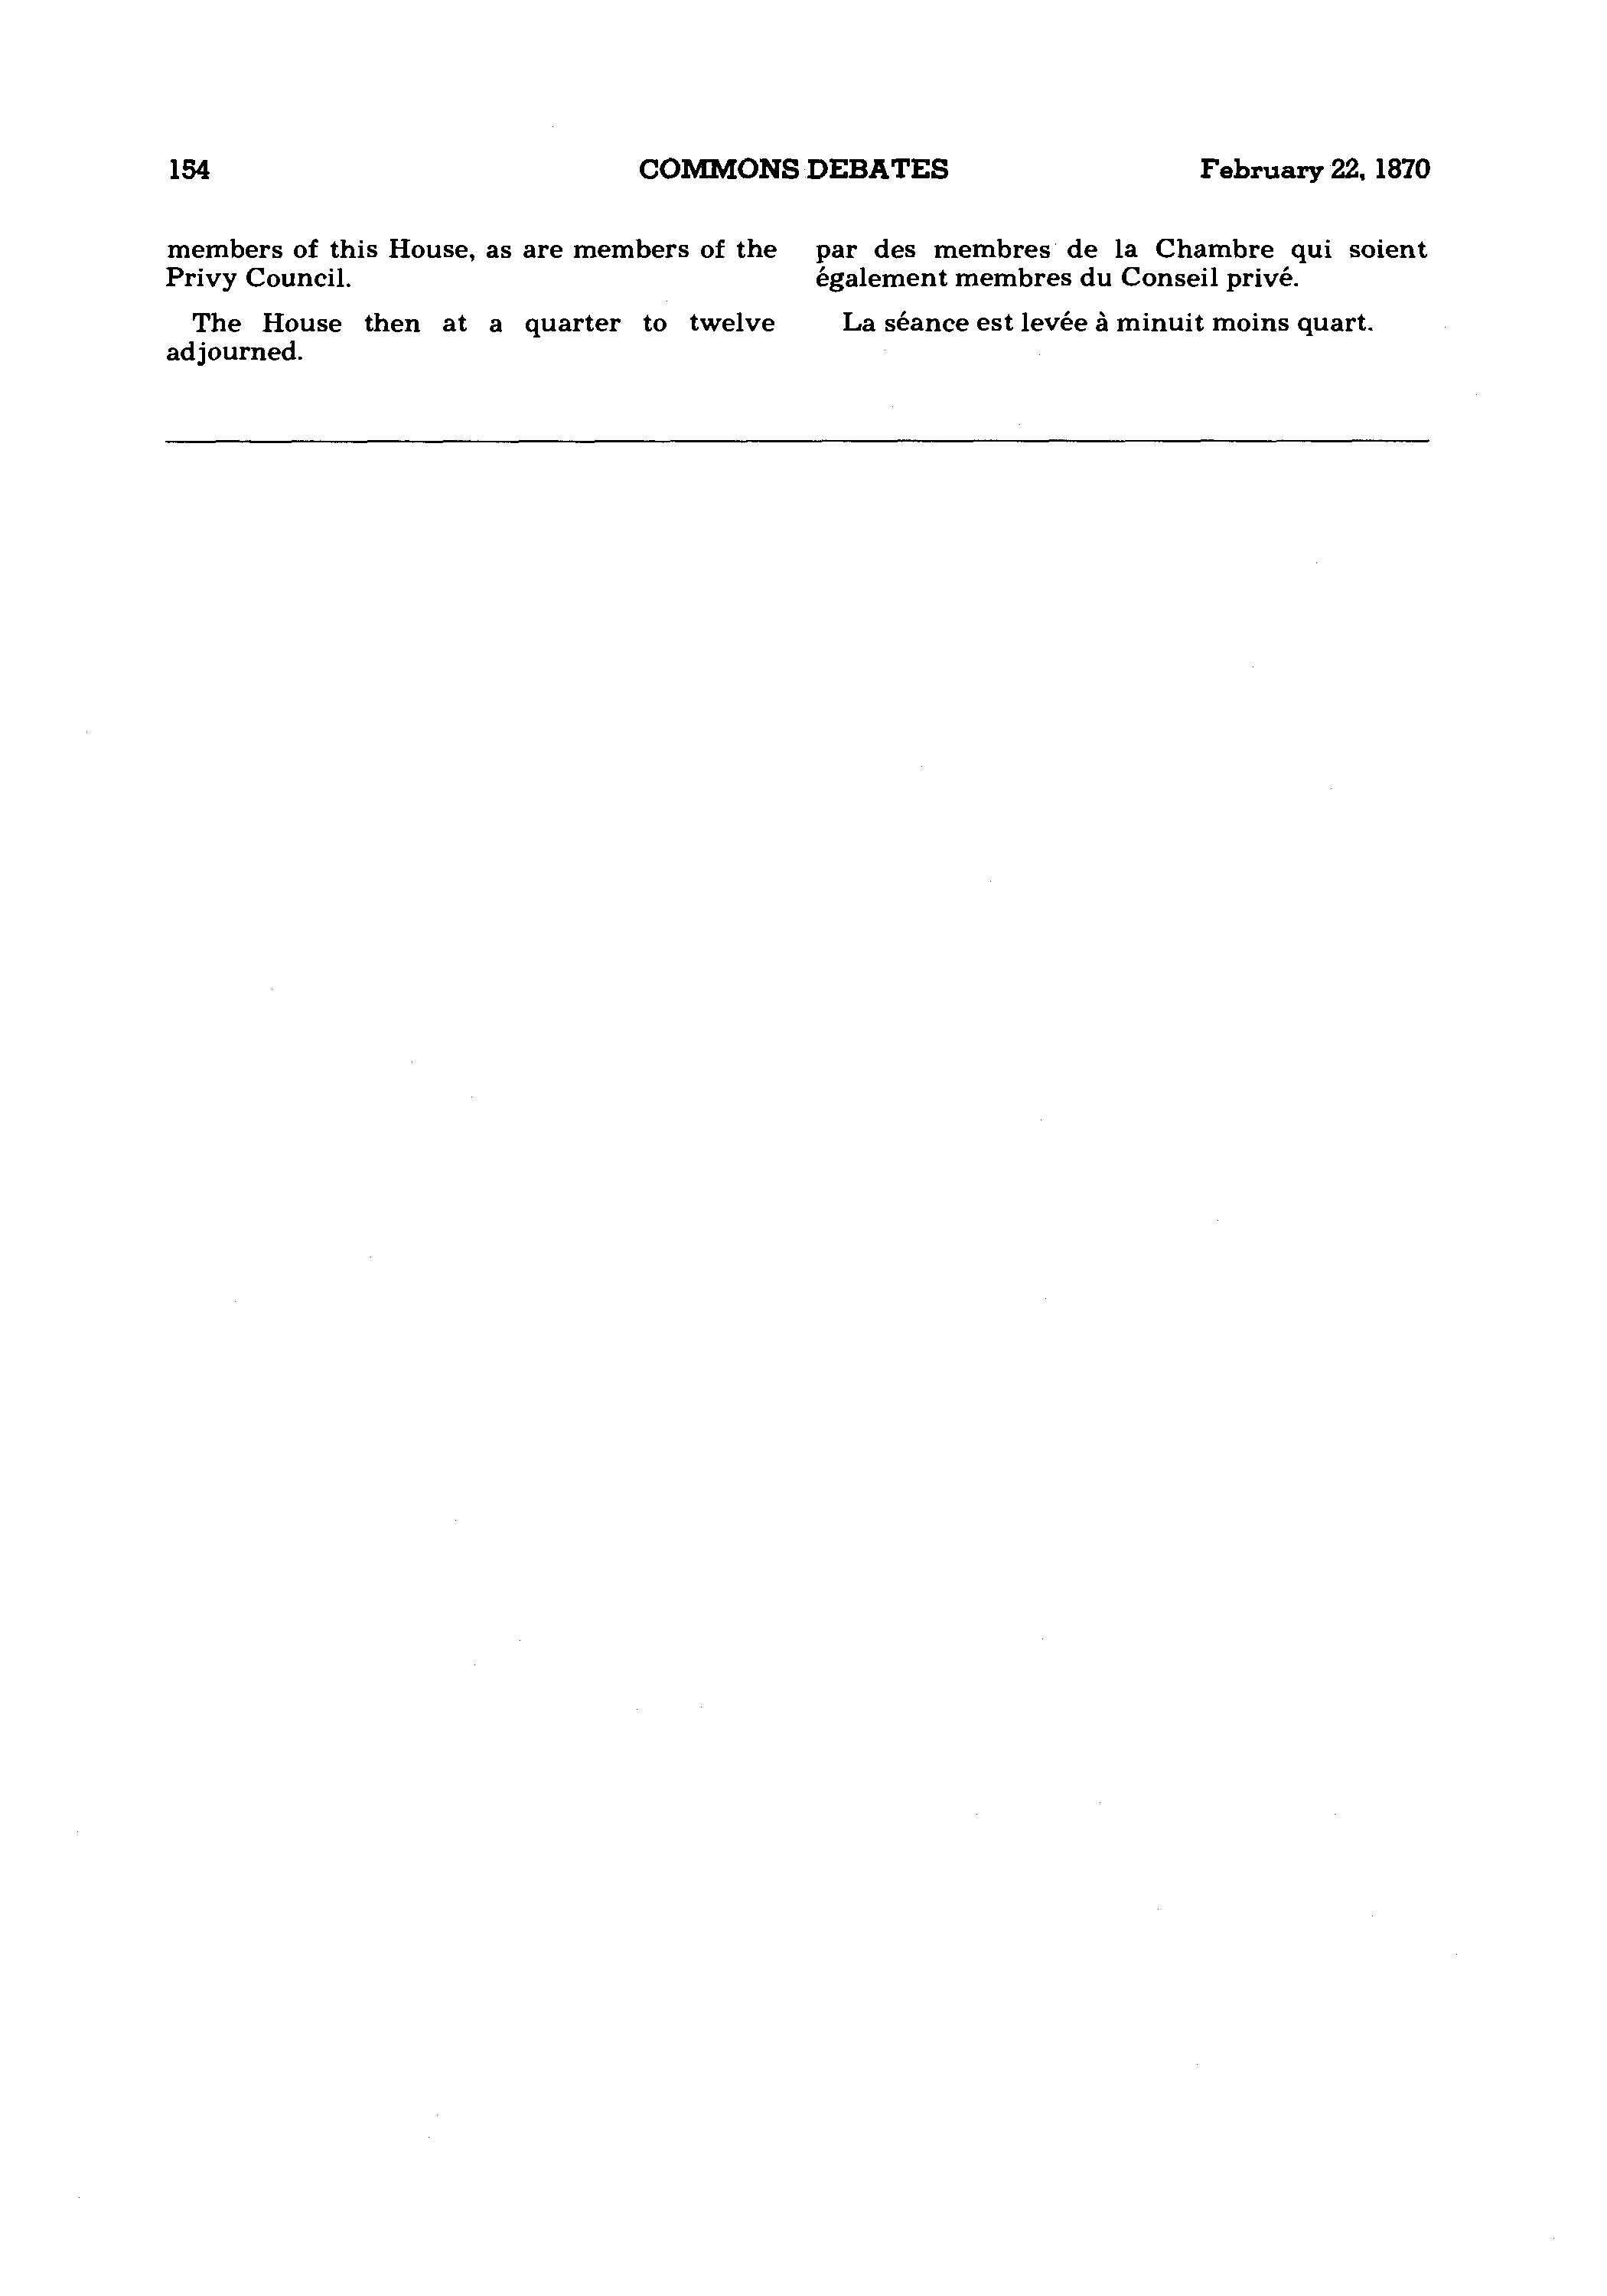 154 COMMONS DEBATES February 22, 1870
members of this House, as are members of the
Privy Council.
The House then at a quarter to twelve
adjourned.
par des membres de la Chambre qui soient
également membres du Conseil privé.
La séance est levée à minuit moins quart.